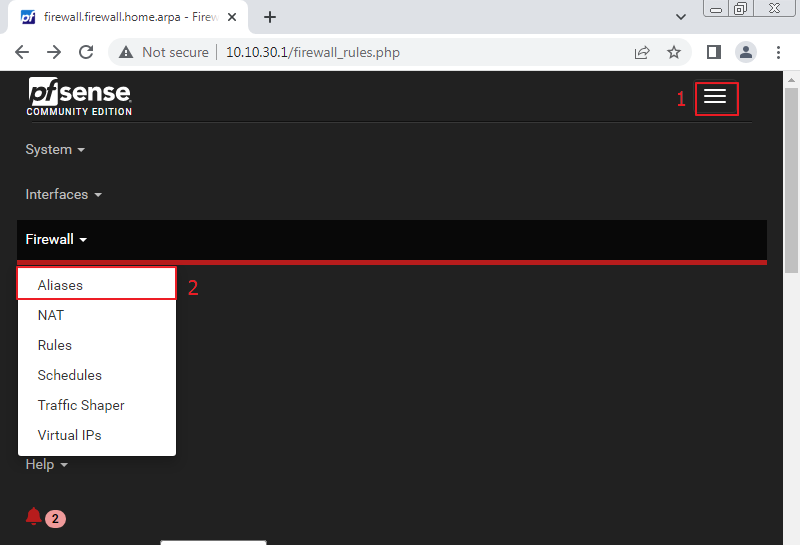 firewall.firewall.home.arpa - Firew
Not secure
10.10.30.1/firewall_rules.php
pfsense
COMMUNITY EDITION
1
System
Interfaces
Firewall
Aliases
2
NAT
Rules
Schedules
Traffic Shaper
Virtual IPs
Help
2